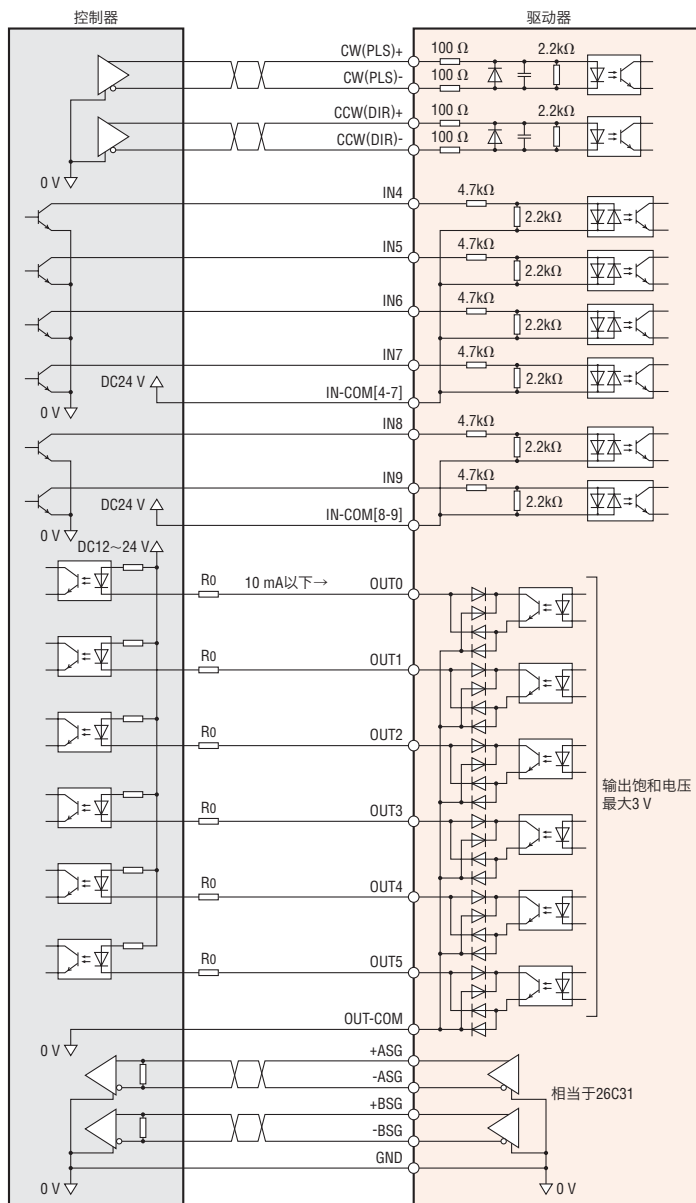 控制器
驱动器
CW(PLS)+
100 Ω
2.2kΩ
CW(PLS)-
100 Ω
CCW(DIR)+
100 Ω
2.2kΩ
CCW(DIR)-
100 Ω
0 V
IN4
4.7kΩ
2.2kΩ
IN5
4.7kΩ
2.2kΩ
IN6
4.7kΩ
2.2kΩ
IN7
4.7kΩ
2.2kΩ
DC24 V
IN-COM[4-7]
0 V
IN8
4.7kΩ
2.2kΩ
IN9
4.7kΩ
2.2kΩ
DC24 V
IN-COM[8-9]
0 V
DC12~24 V
R0
10 mA以下→
OUT0
R0
OUT1
R0
OUT2
输出饱和电压
最大3 V
R0
OUT3
R0
OUT4
R0
OUT5
OUT-COM
0 V
+ASG
-ASG
相当于26C31
+BSG
-BSG
GND
0 V
0 V